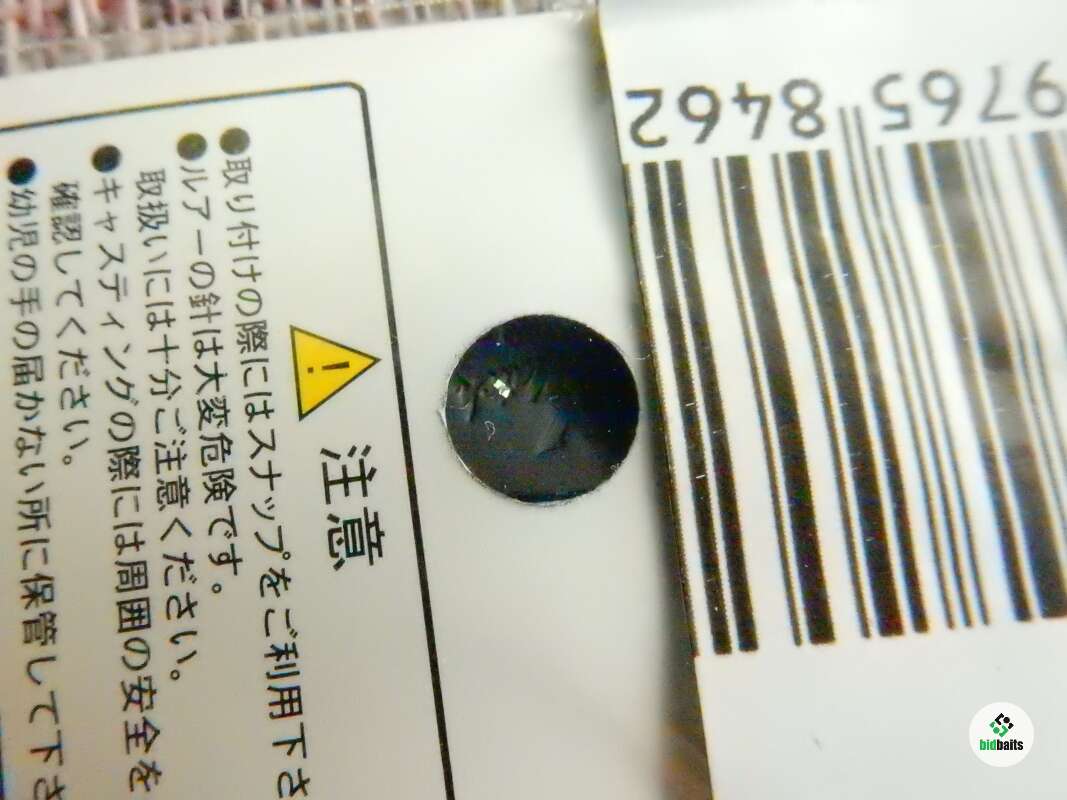 注意
●取り付けの際にはスナップをご利用下さ
●ルアーの針は大変危険です。
取扱いには十分ご注意ください。
●キャスティングの際には周囲の安全を
確認してください。
●幼児の手の届かない所に保管して下さ
9765 8462
bidbaits